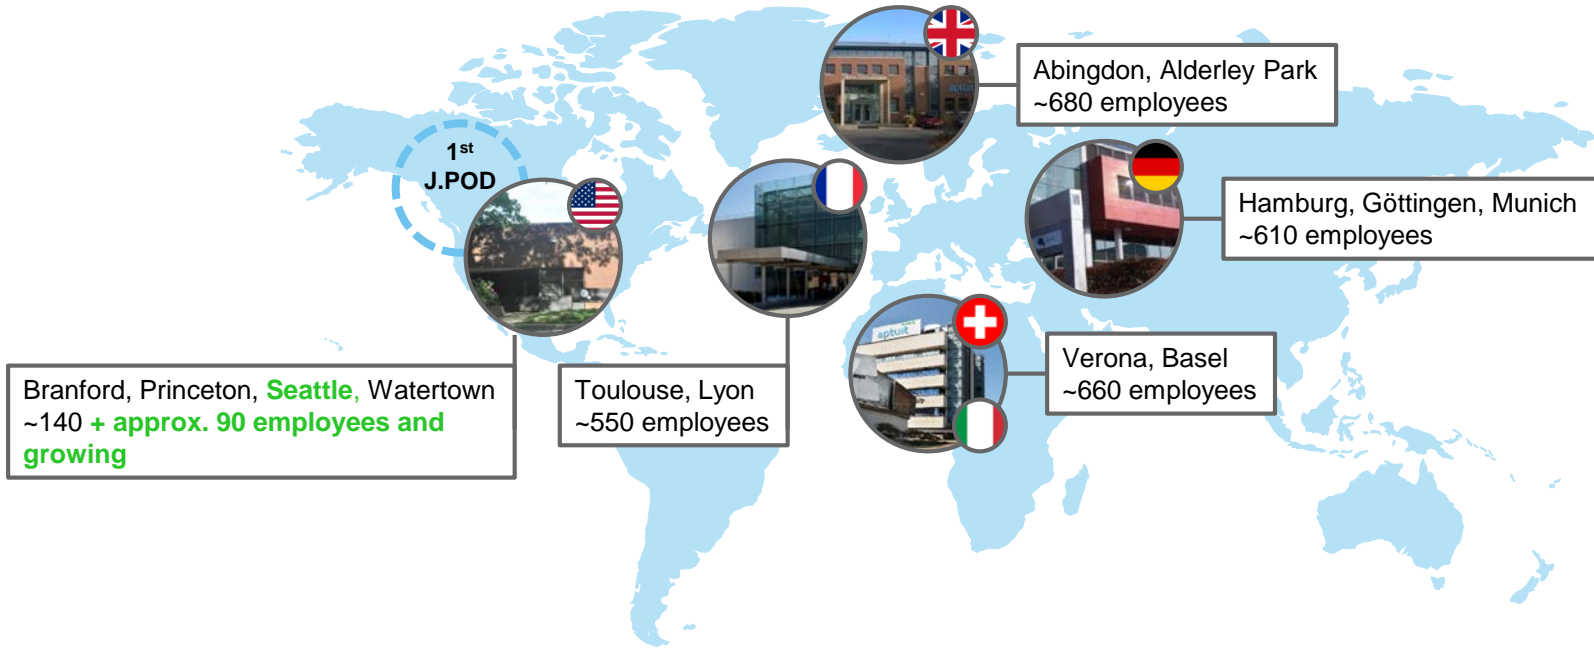 Abingdon, Alderley Park
~680 employees
1st
J.POD
aptuit
Hamburg, Göttingen, Munich
~610 employees
aptuit
Verona, Basel
~660 employees
Branford, Princeton, Seattle, Watertown
~140 + approx. 90 employees and
growing
Toulouse, Lyon
~550 employees